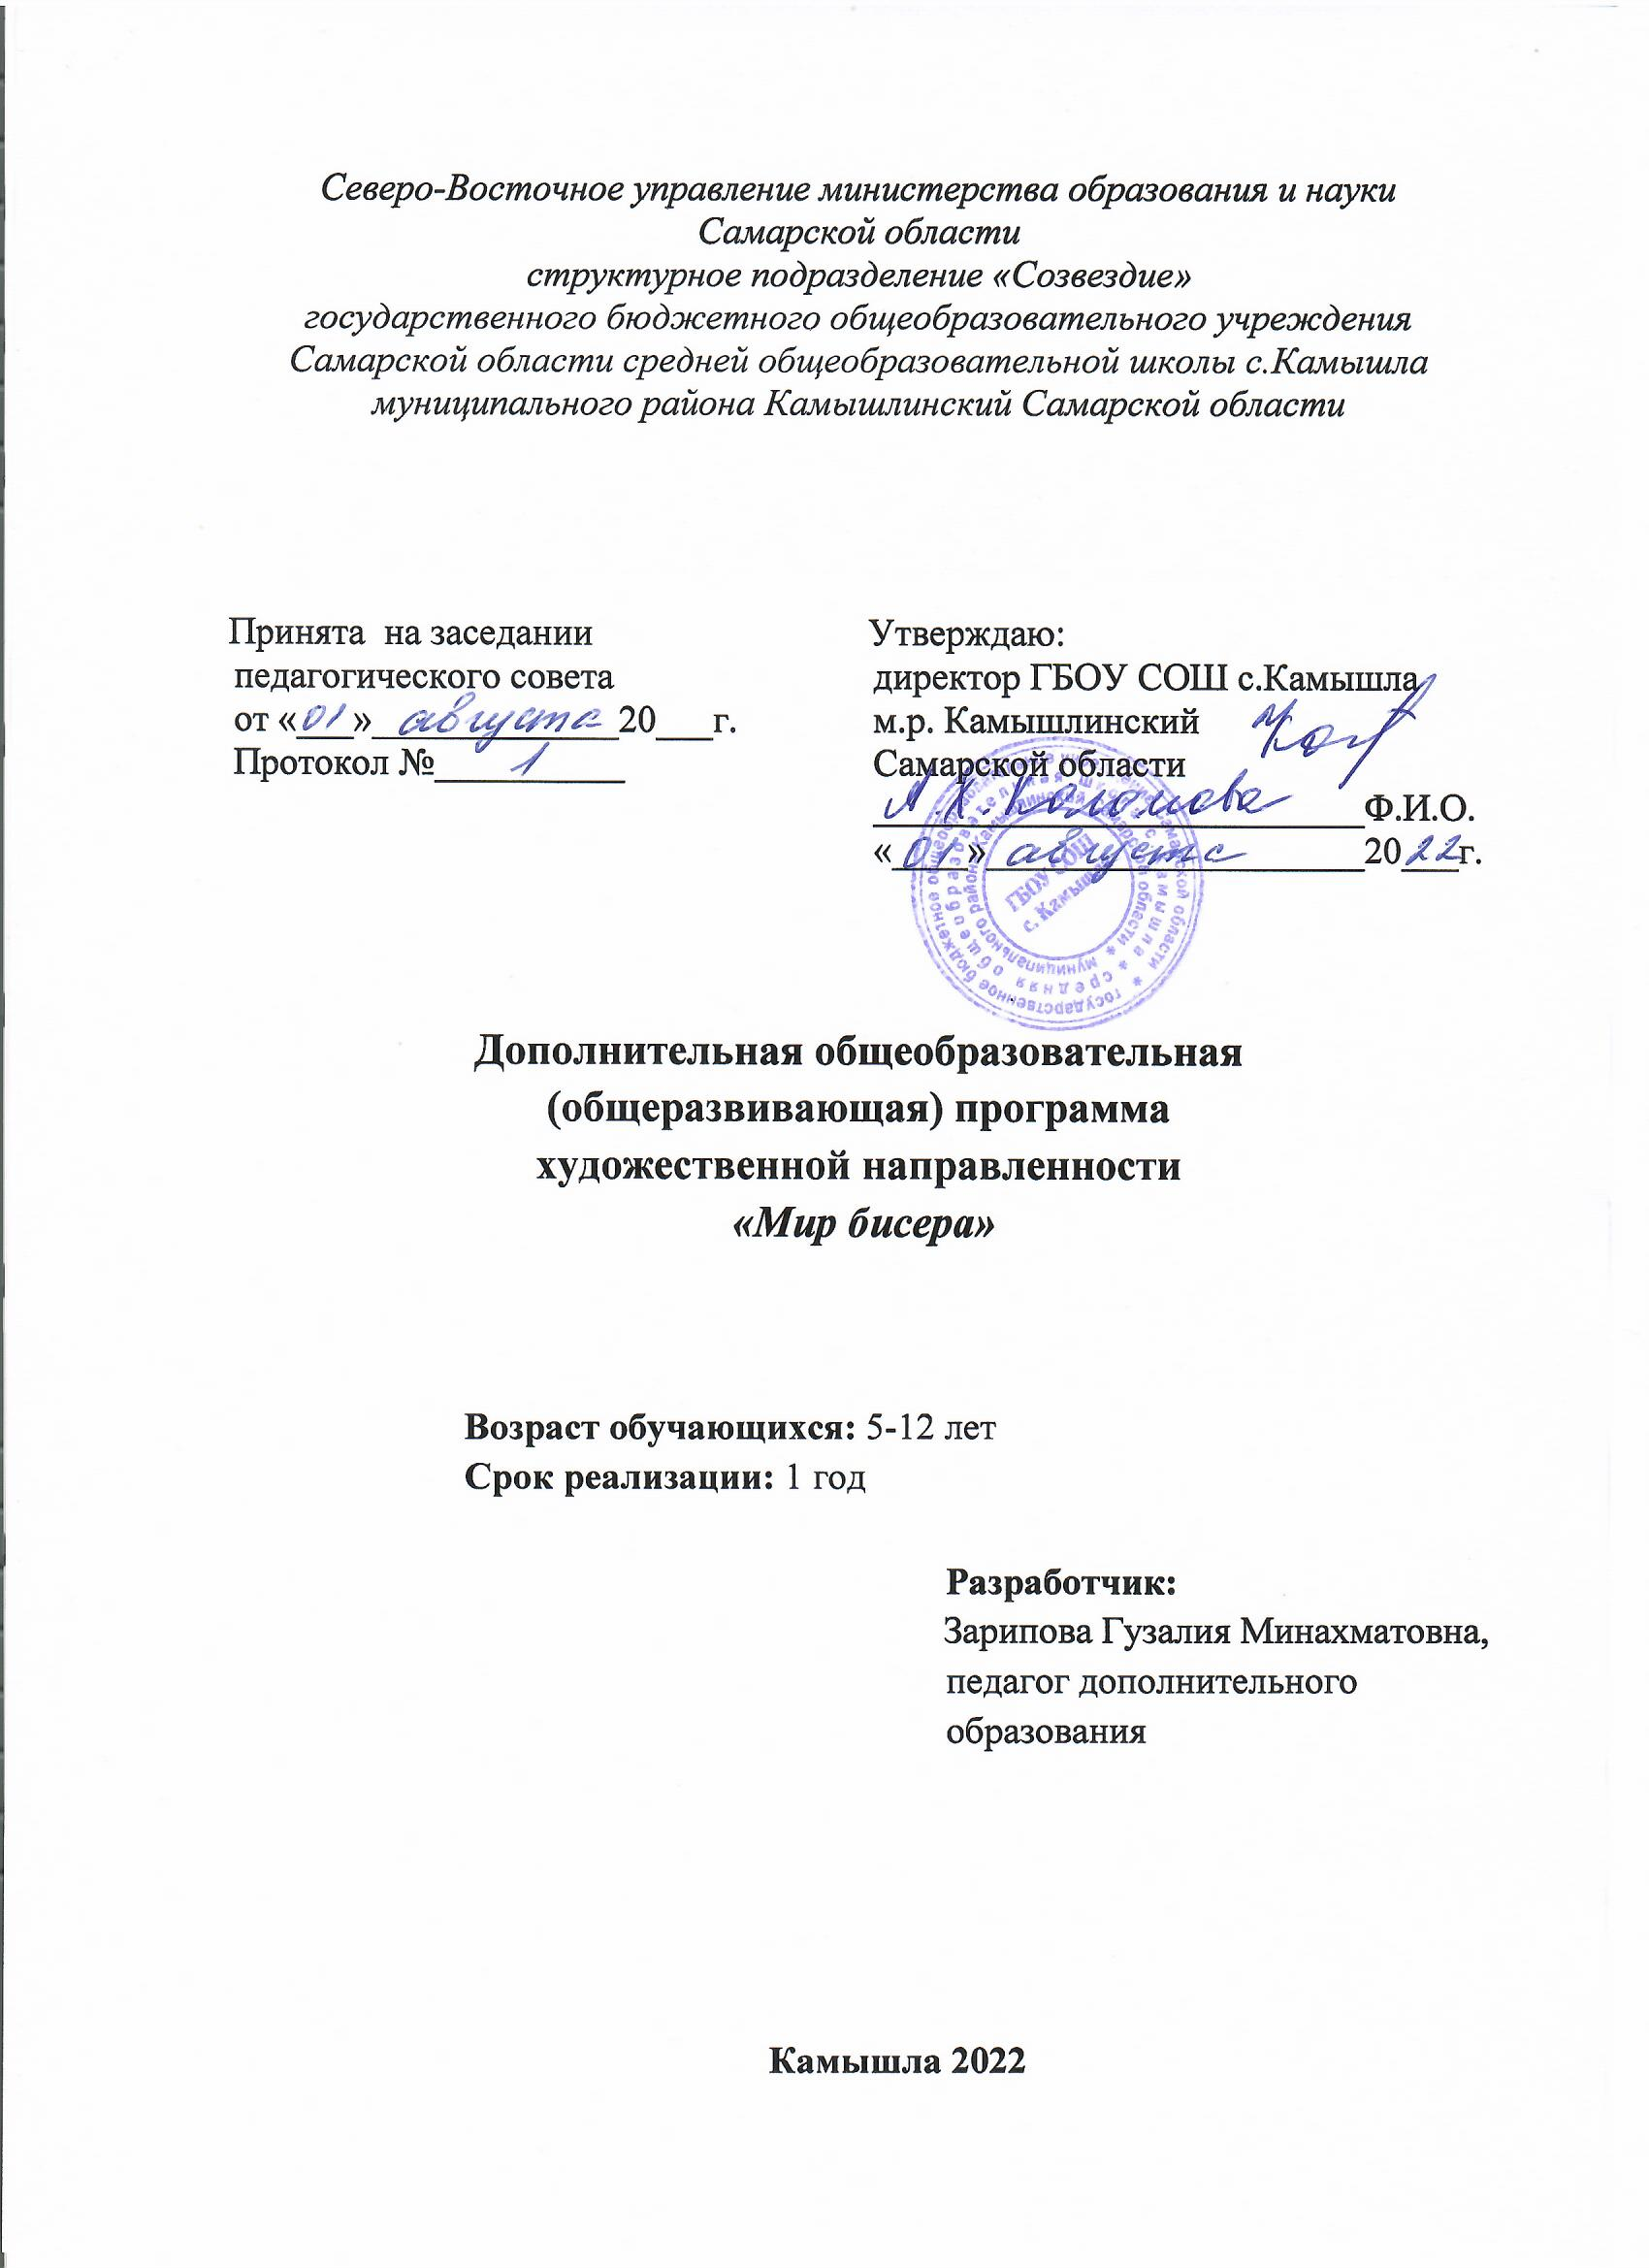 Северо-Восточное управление министерства образования и науки
Самарской области
структурное подразделение «Созвездие»
государственного бюджетного общеобразовательного учреждения
Самарской области средней общеобразовательной школы с.Камышла
муниципального района Камышлинский Самарской области
Принята на заседании
педагогического совета
от «01» августа 20___г.
Протокол № 1
Утверждаю:
директор ГБОУ СОШ с.Камышла
м.р. Камышлинский
Самарской области
Ф.И.О.
«01» августа 2022г.
ГБОУ СОШ
с. Камышла
Дополнительная общеобразовательная
(общеразвивающая) программа
художественной направленности
«Мир бисера»
Возраст обучающихся: 5-12 лет
Срок реализации: 1 год
Разработчик:
Зарипова Гузалия Минахматовна,
педагог дополнительного
образования
Камышла 2022